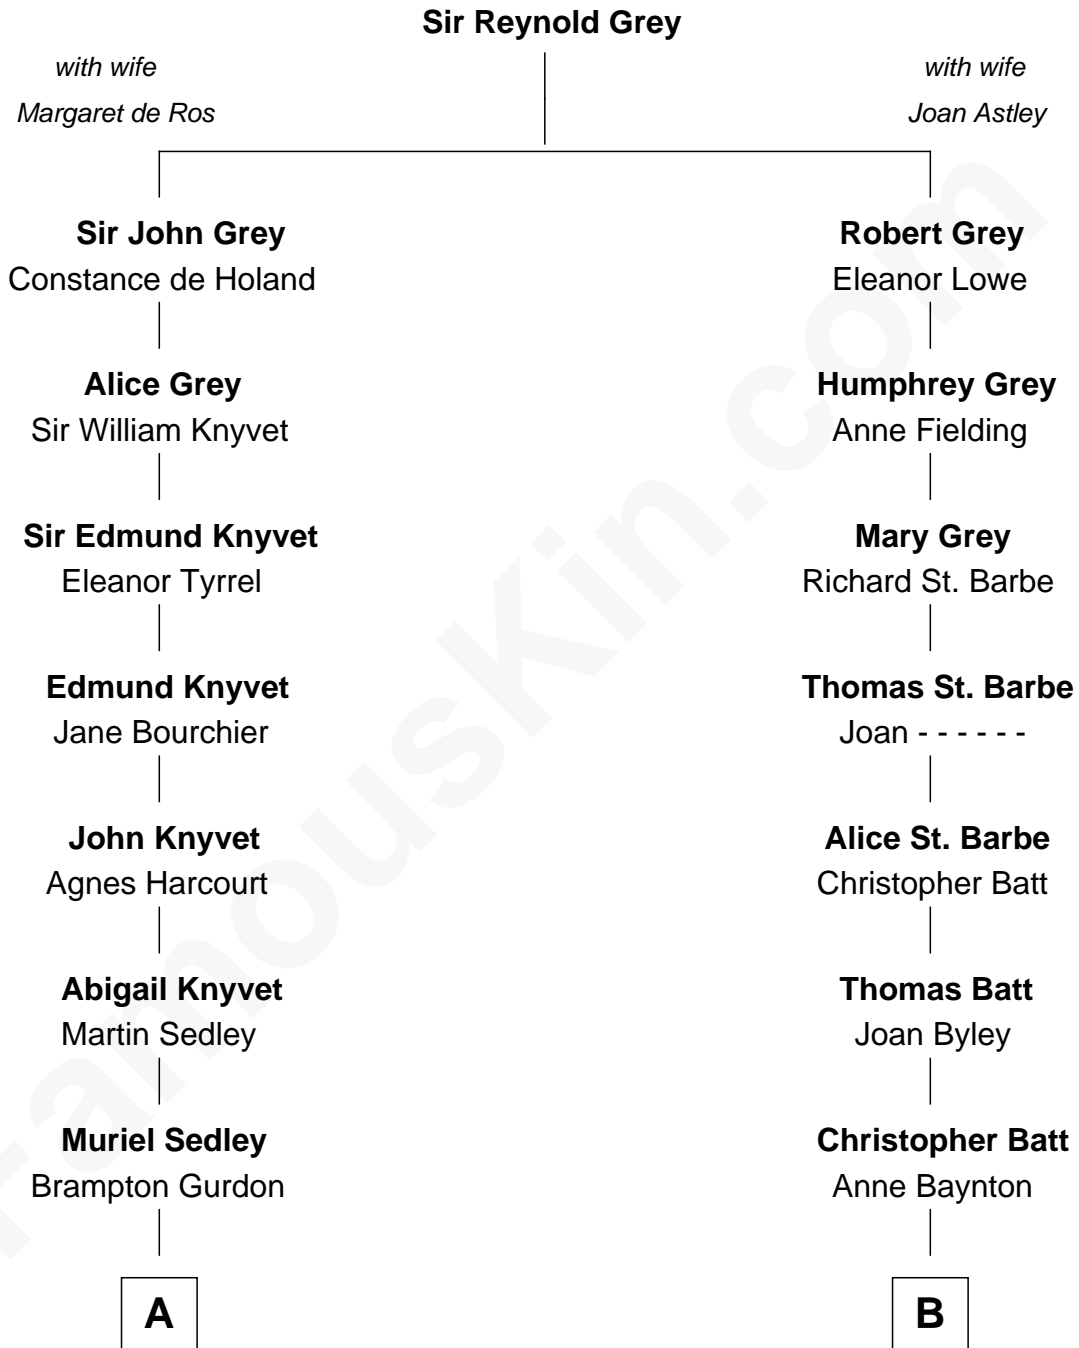 Sir Reynold Grey
with wife
Margaret de Ros
with wife
Joan Astley
Sir John Grey
Constance de Holand
Alice Grey
Sir William Knyvet
Sir Edmund Knyvet
Eleanor Tyrrel
Edmund Knyvet
Jane Bourchier
John Knyvet
Agnes Harcourt
Abigail Knyvet
Martin Sedley
Muriel Sedley
Brampton Gurdon
A
Robert Grey
Eleanor Lowe
Humphrey Grey
Anne Fielding
Mary Grey
Richard St. Barbe
Thomas St. Barbe
Joan - - - - - -
Alice St. Barbe
Christopher Batt
Thomas Batt
Joan Byley
Christopher Batt
Anne Baynton
B
FamousKin.com